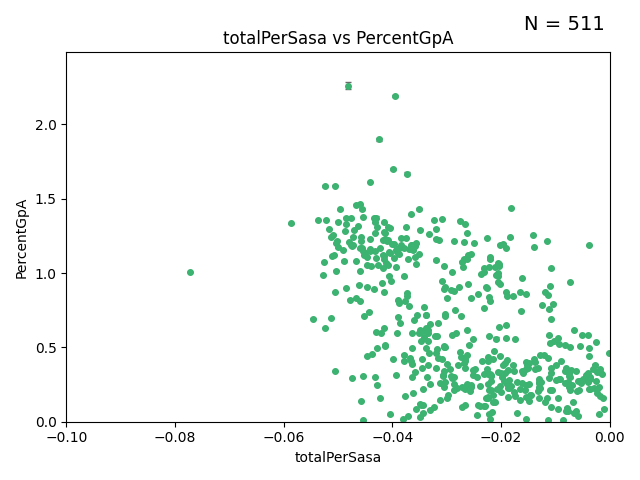 N = 511
totalPerSasa vs PercentGpA
PercentGpA
2.0
1.5
1.0
0.5
0.0
−0.10 −0.08 −0.06 −0.04 −0.02 0.00
totalPerSasa